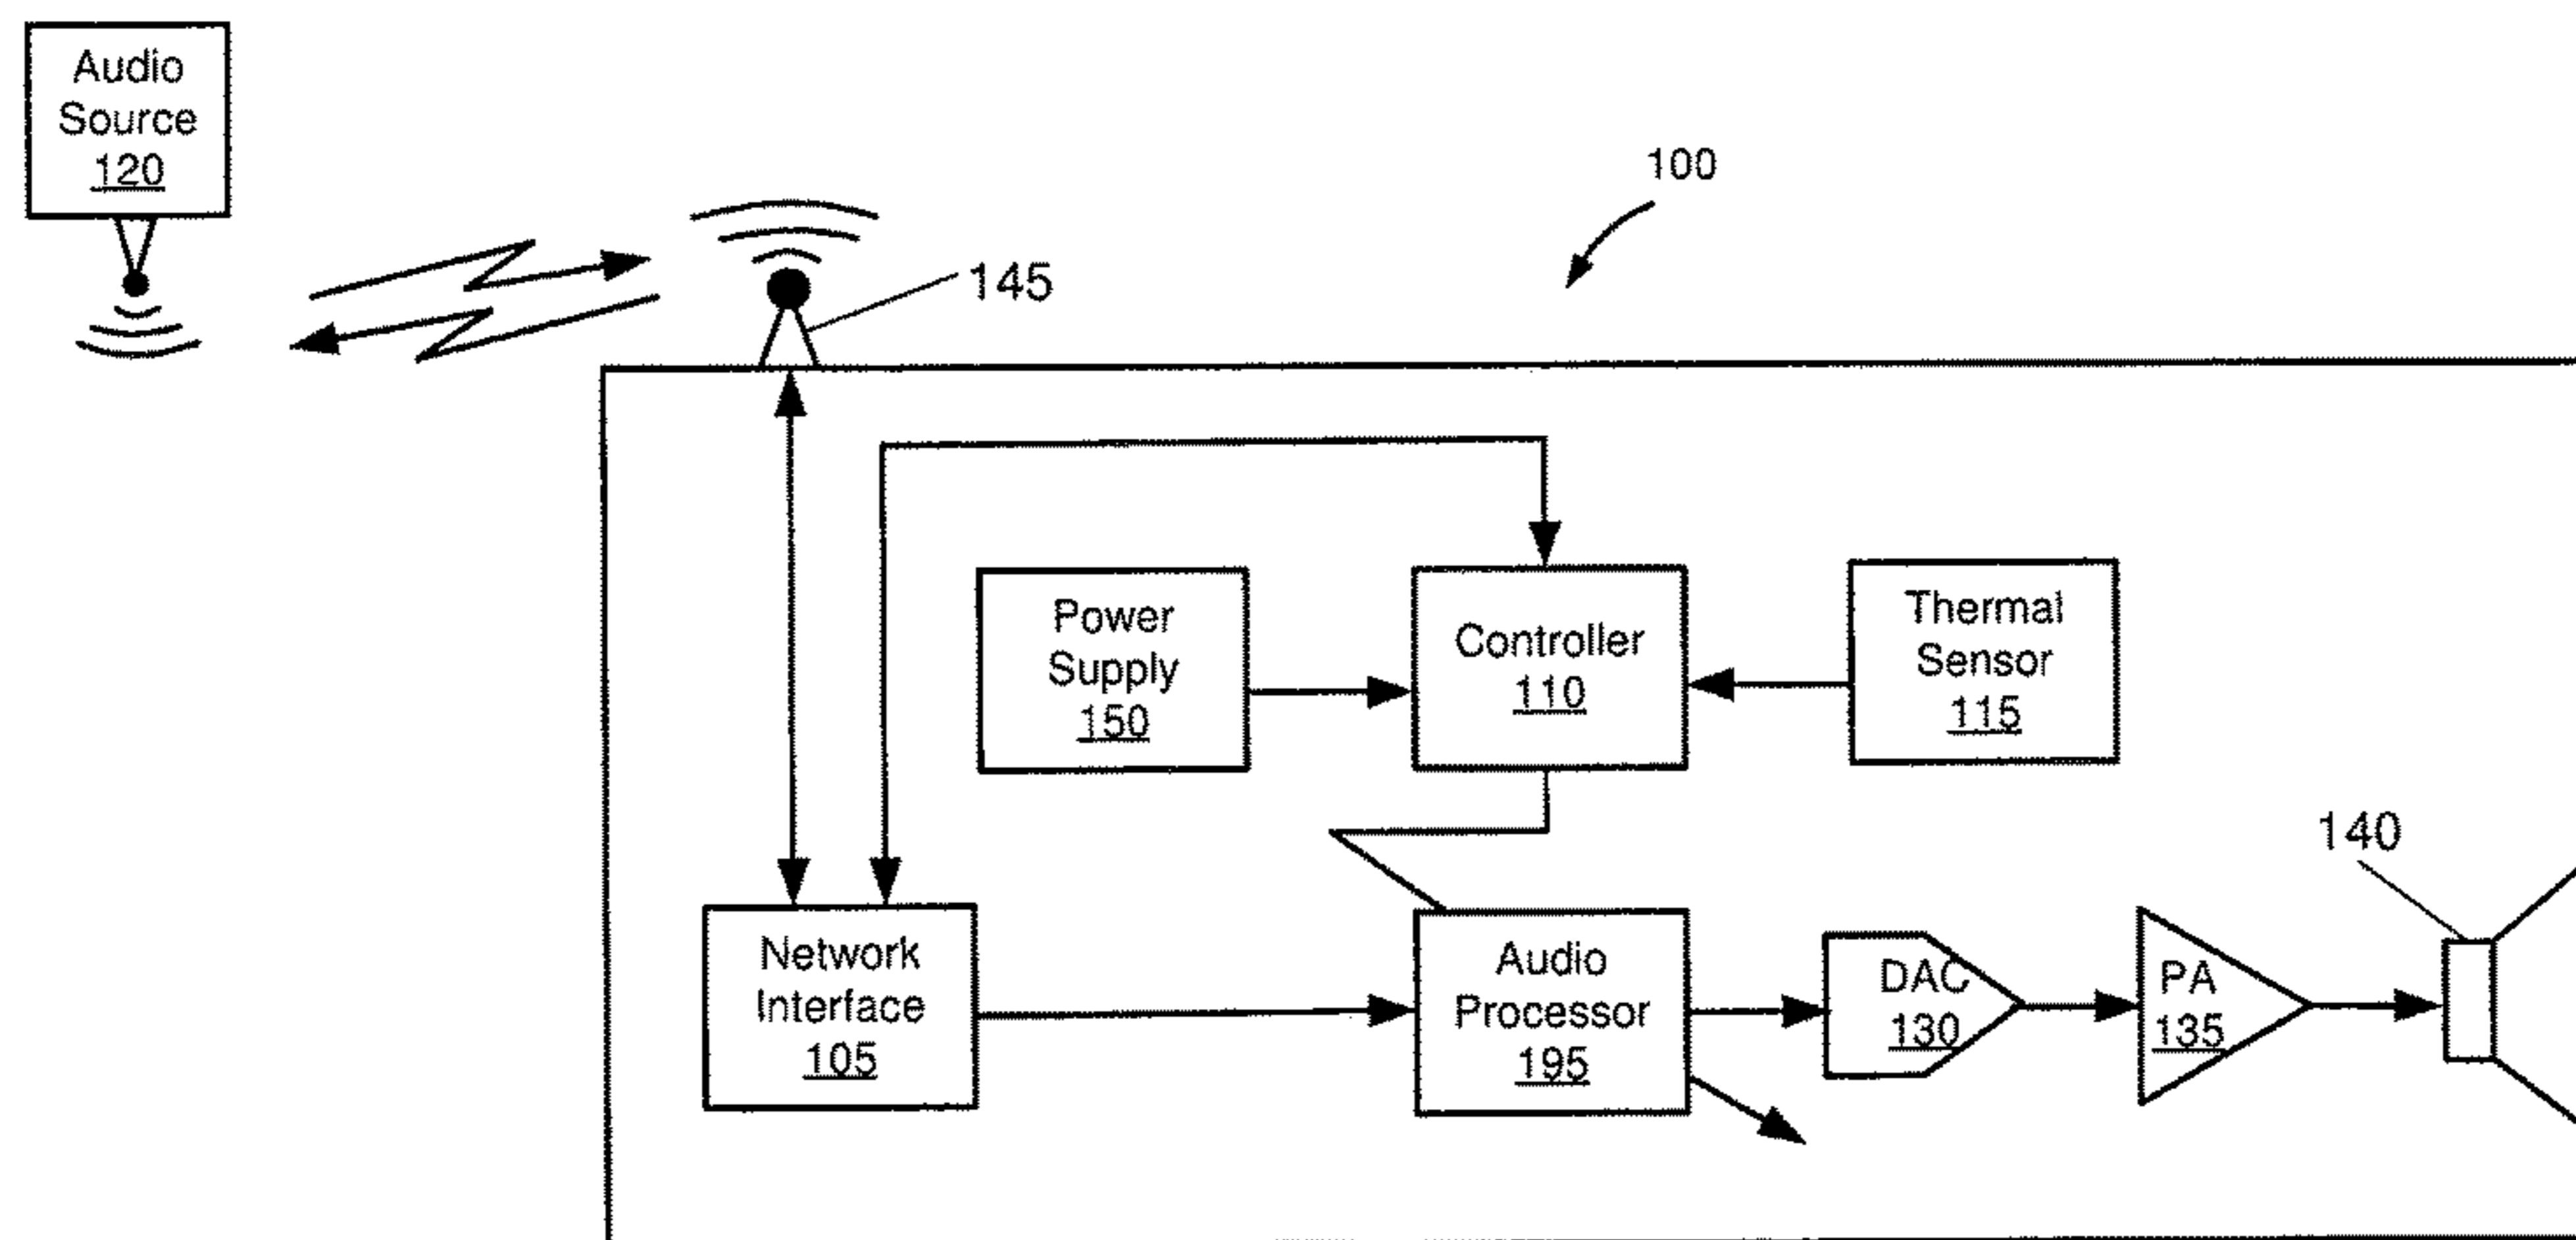 Audio
Source
120
100
145
Power
Supply
150
Controller
110
Thermal
Sensor
115
140
Network
Interface
105
Audio
Processor
195
DAC
130
PA
135